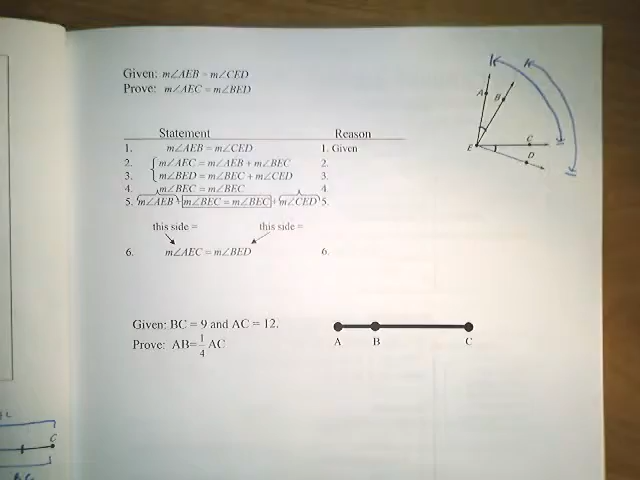 Given: m∠AEB = m∠CED
Prove: m∠AEC = m∠BED
A
B
E
C
D
Statement Reason
1. m∠AEB = m∠CED 1. Given
2. m∠AEC = m∠AEB + m∠BEC 2.
3. m∠BED = m∠BEC + m∠CED 3.
4. m∠BEC = m∠BEC 4.
5. m∠AEB + m∠BEC = m∠BEC + m∠CED 5.
this side = this side =
6. m∠AEC = m∠BED 6.
Given: BC = 9 and AC = 12.
Prove: AB = 1/4 AC
A B C
C
BC